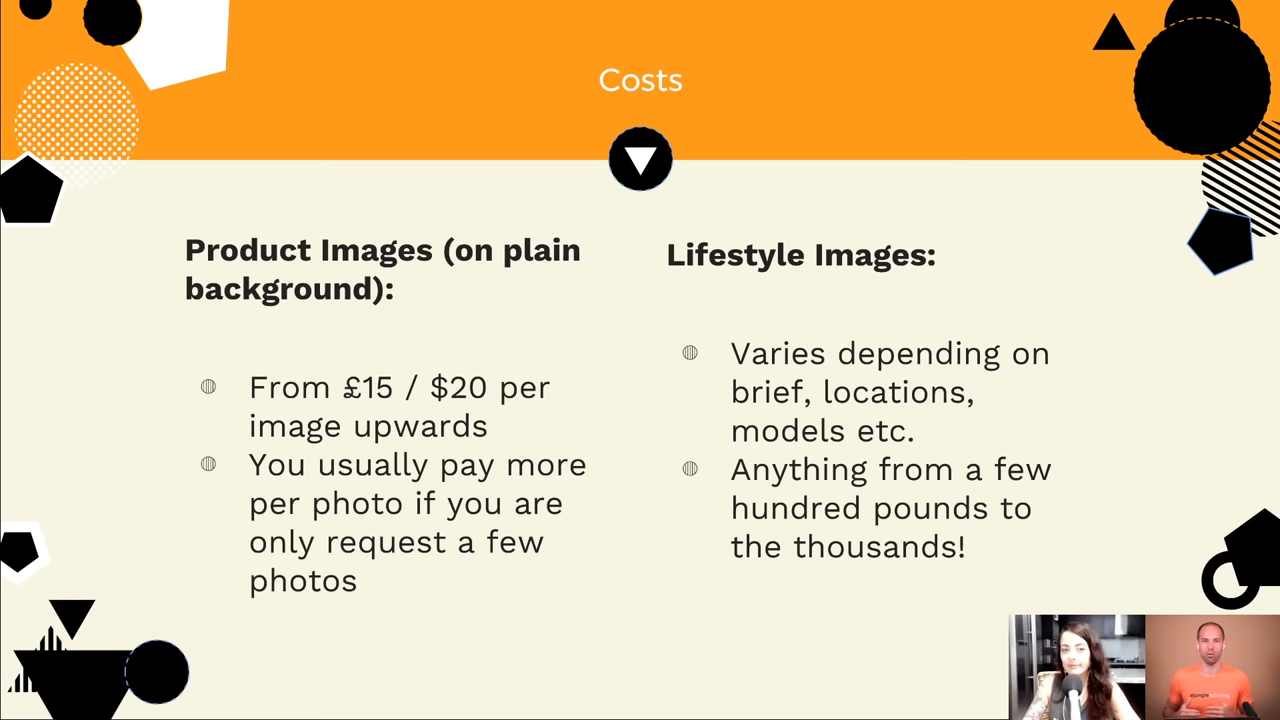 Costs
Product Images (on plain
background):
From £15 / $20 per
image upwards
You usually pay more
per photo if you are
only request a few
photos
Lifestyle Images:
Varies depending on
brief, locations,
models etc.
Anything from a few
hundred pounds to
the thousands!